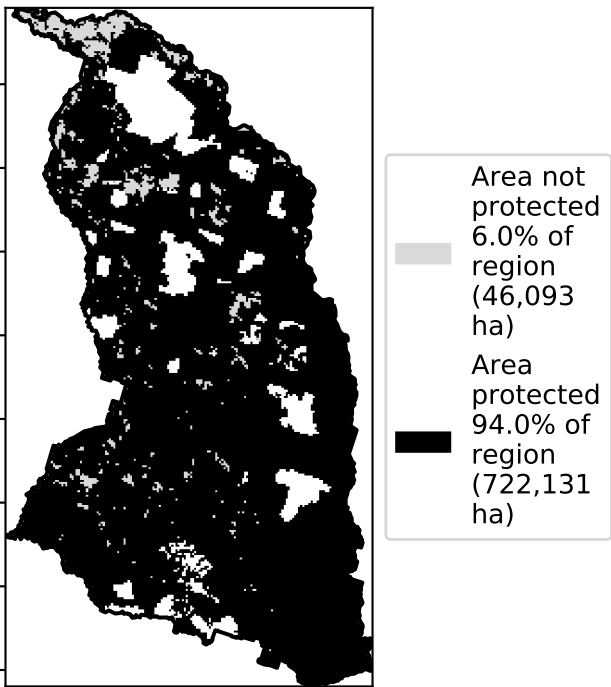 Area not
protected
6.0% of
region
(46,093
ha)
Area
protected
94.0% of
region
(722,131
ha)